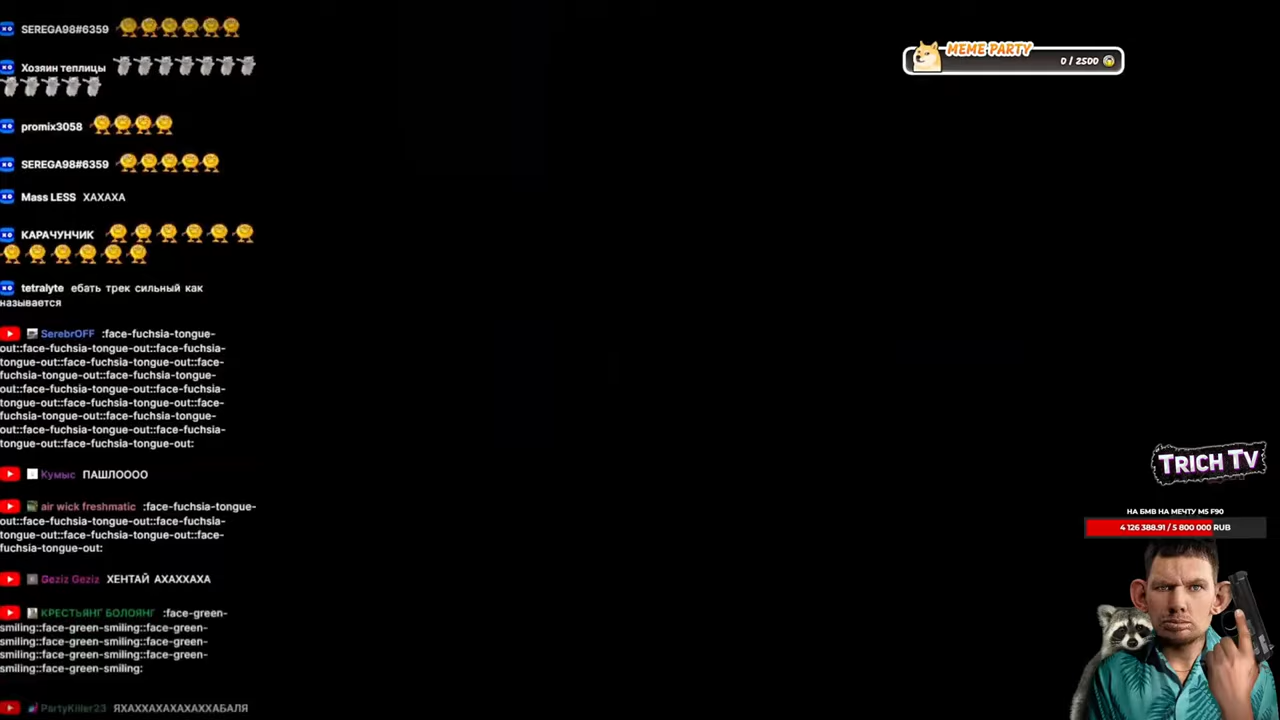 SEREGA98#6359
MEME PARTY
0 / 2500
Хозяин теплицы
promix3058
SEREGA98#6359
Mass LESS ХАХАХА
КАРАЧУНЧИК
tetralyte ебать трек сильный как
называется
SerebrOFF :face-fuchsia-tongue-
out::face-fuchsia-tongue-out::face-fuchsia-
tongue-out::face-fuchsia-tongue-out::face-
fuchsia-tongue-out::face-fuchsia-tongue-
out::face-fuchsia-tongue-out::face-fuchsia-
tongue-out::face-fuchsia-tongue-out::face-
fuchsia-tongue-out::face-fuchsia-tongue-
out::face-fuchsia-tongue-out::face-fuchsia-
tongue-out::face-fuchsia-tongue-out:
Кумыс ПАШЛОООО
air wick freshmatic :face-fuchsia-tongue-
out::face-fuchsia-tongue-out::face-fuchsia-
tongue-out::face-fuchsia-tongue-out::face-
fuchsia-tongue-out:
Geziz Geziz ХЕНТАЙ АХАХХАХА
КРЕСТЬЯНГ БОЛОЯНГ :face-green-
smiling::face-green-smiling::face-green-
smiling::face-green-smiling::face-green-
smiling::face-green-smiling::face-green-
smiling::face-green-smiling:
PartyKiller23 ЯХАХХАХАХАХАХХАБАЛЯ
TRICH TV
НА БМВ НА МЕЧТУ M5 F90
4 126 388.91 / 5 800 000 RUB